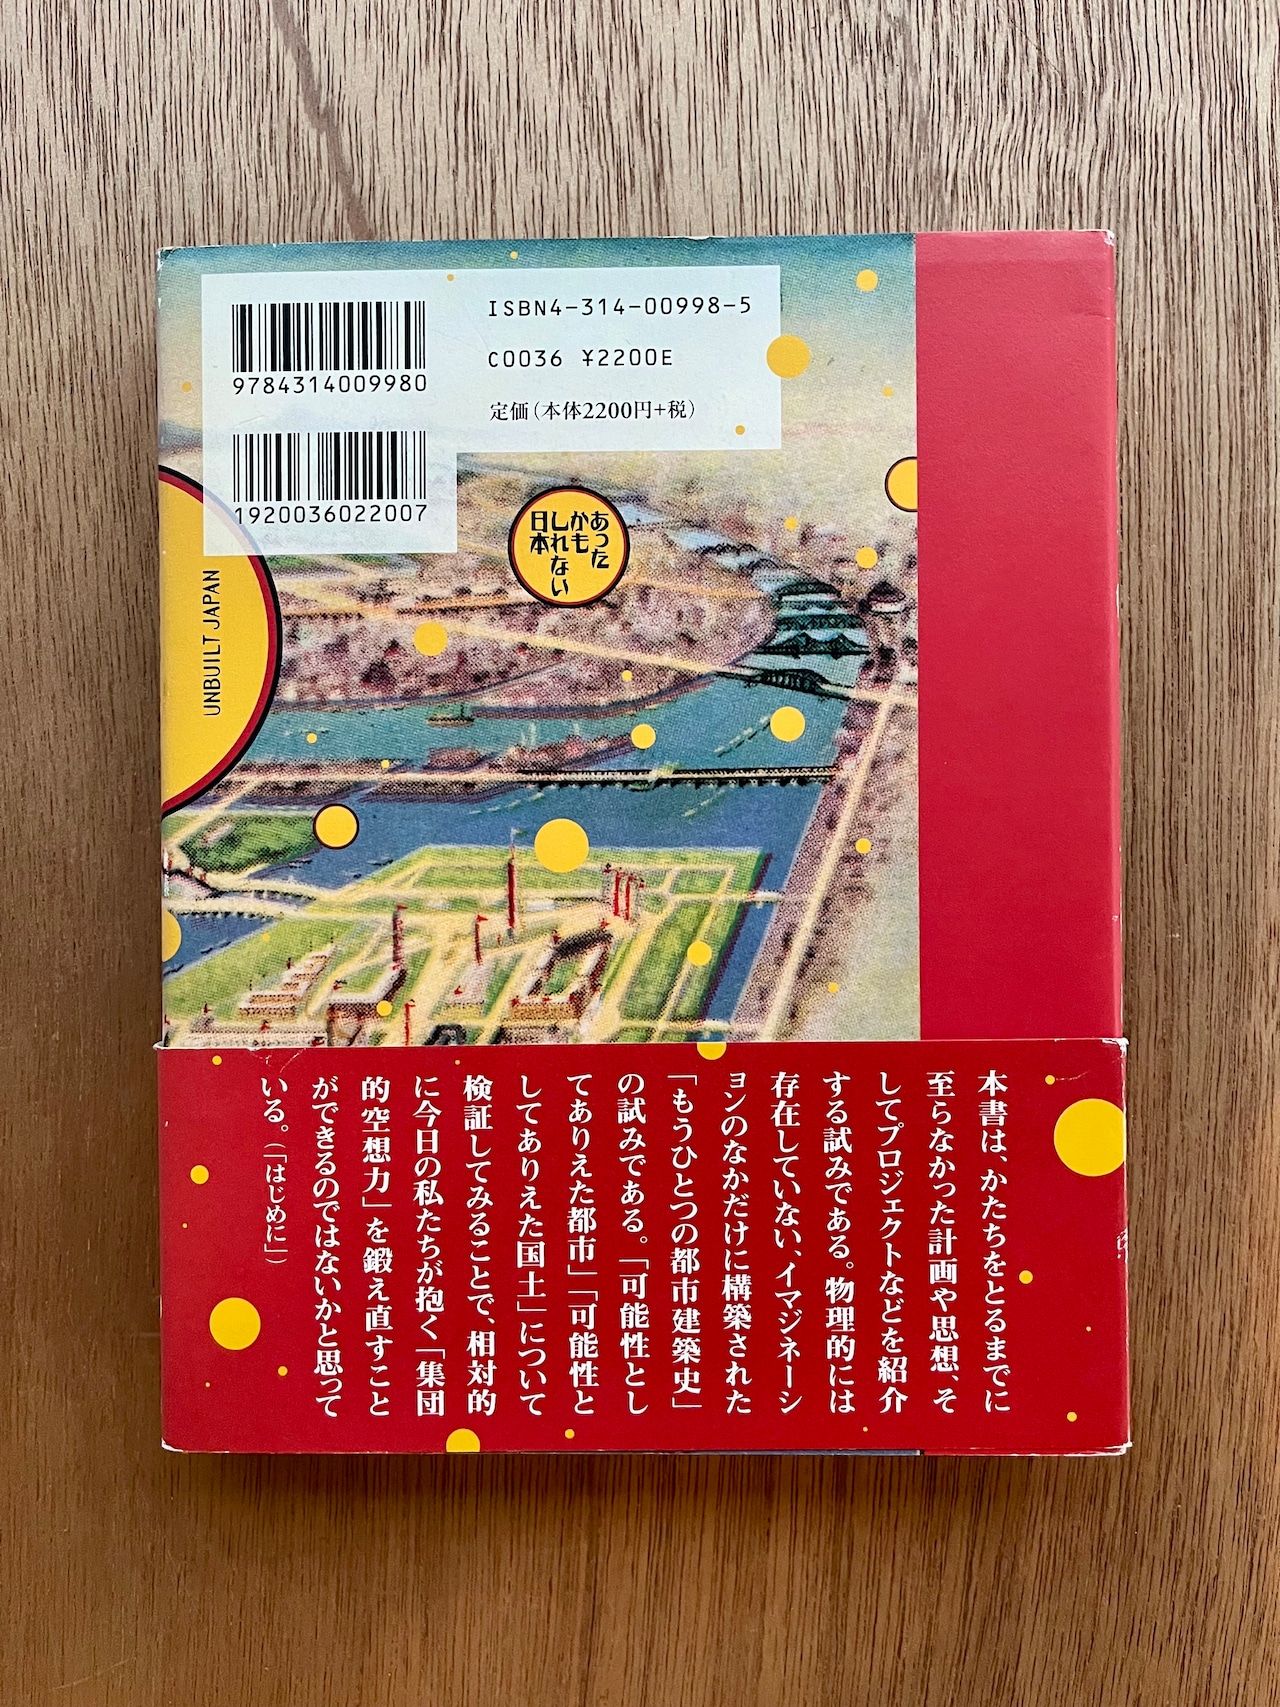 ISBN4-314-00998-5
C0036 ¥2200E
定価（本体2200円+税）
9784314009980
1920036022007
あった
かも
しれない
日本
UNBUILT JAPAN
本書は、かたちをとるまでに
至らなかった計画や思想、そ
してプロジェクトなどを紹介
する試みである。物理的には
存在していない、イマジネーシ
ョンのなかだけに構築された
「もうひとつの都市建築史」
の試みである。「可能性とし
てありえた都市」「可能性と
してありえた国土」について
検証してみることで、相対的
に今日の私たちが抱く「集団
的空想力」を鍛え直すこと
ができるのではないかと思って
いる。（「はじめに」）